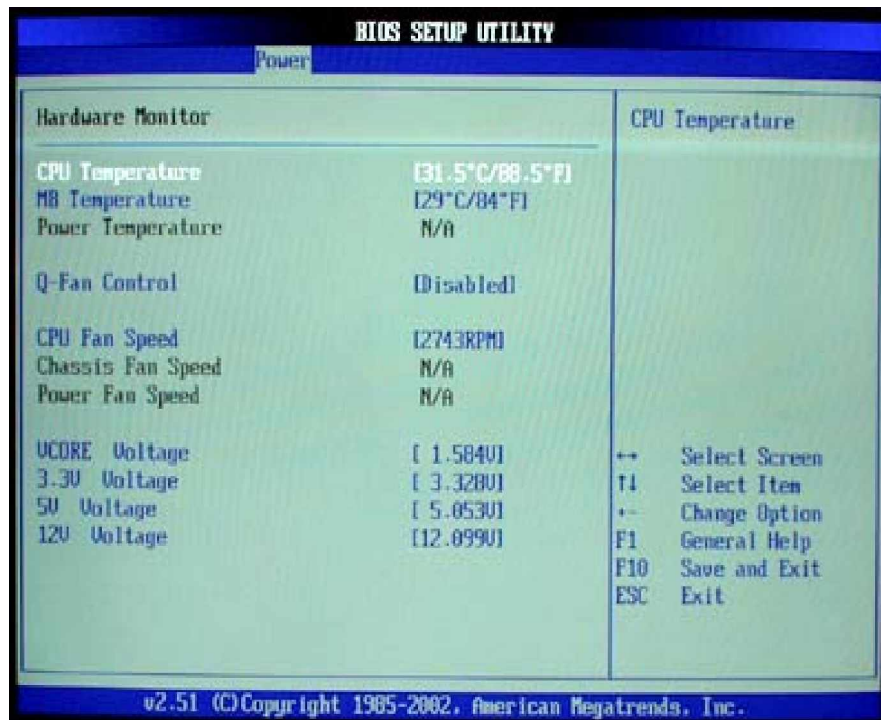 BIOS SETUP UTILITY
Power
Hardware Monitor
CPU Temperature [31.5°C/88.5°F]
MB Temperature [29°C/84°F]
Power Temperature N/A
Q-Fan Control [Disabled]
CPU Fan Speed [2743RPM]
Chassis Fan Speed N/A
Power Fan Speed N/A
VCORE Voltage [ 1.584V]
3.3V Voltage [ 3.328V]
5V Voltage [ 5.053V]
12V Voltage [12.099V]
CPU Temperature
↔ Select Screen
↑↓ Select Item
+- Change Option
F1 General Help
F10 Save and Exit
ESC Exit
v2.51 (C)Copyright 1985-2002, American Megatrends, Inc.